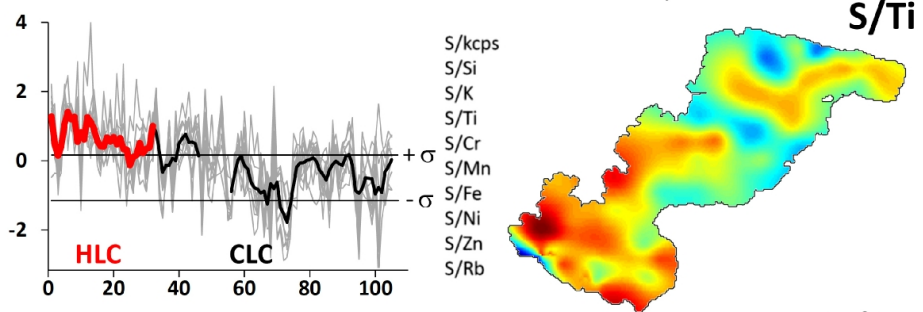 S/Ti
4
2
0
-2
+ σ
- σ
HLC
CLC
0 20 40 60 80 100
S/kcps
S/Si
S/K
S/Ti
S/Cr
S/Mn
S/Fe
S/Ni
S/Zn
S/Rb